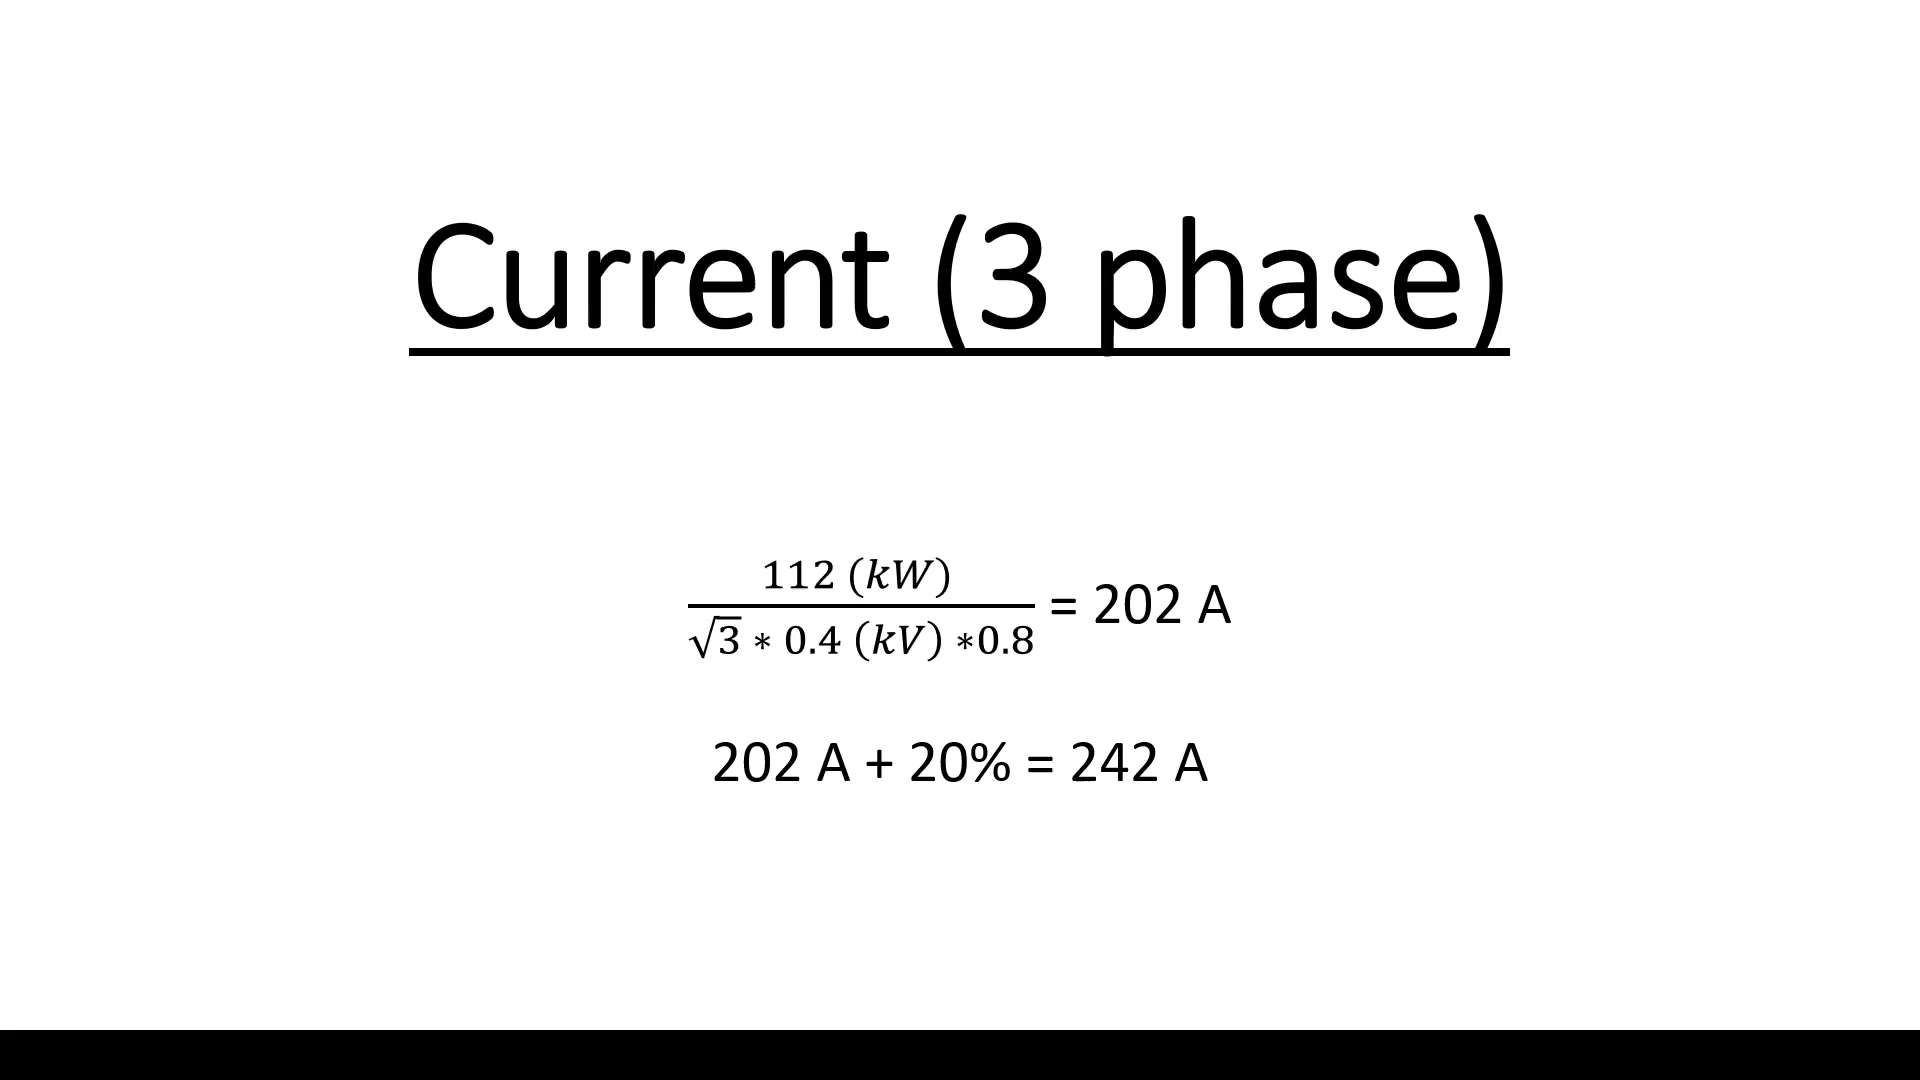 Current (3 phase)
112 (kW)
√3 * 0.4 (kV) *0.8
= 202 A
202 A + 20% = 242 A